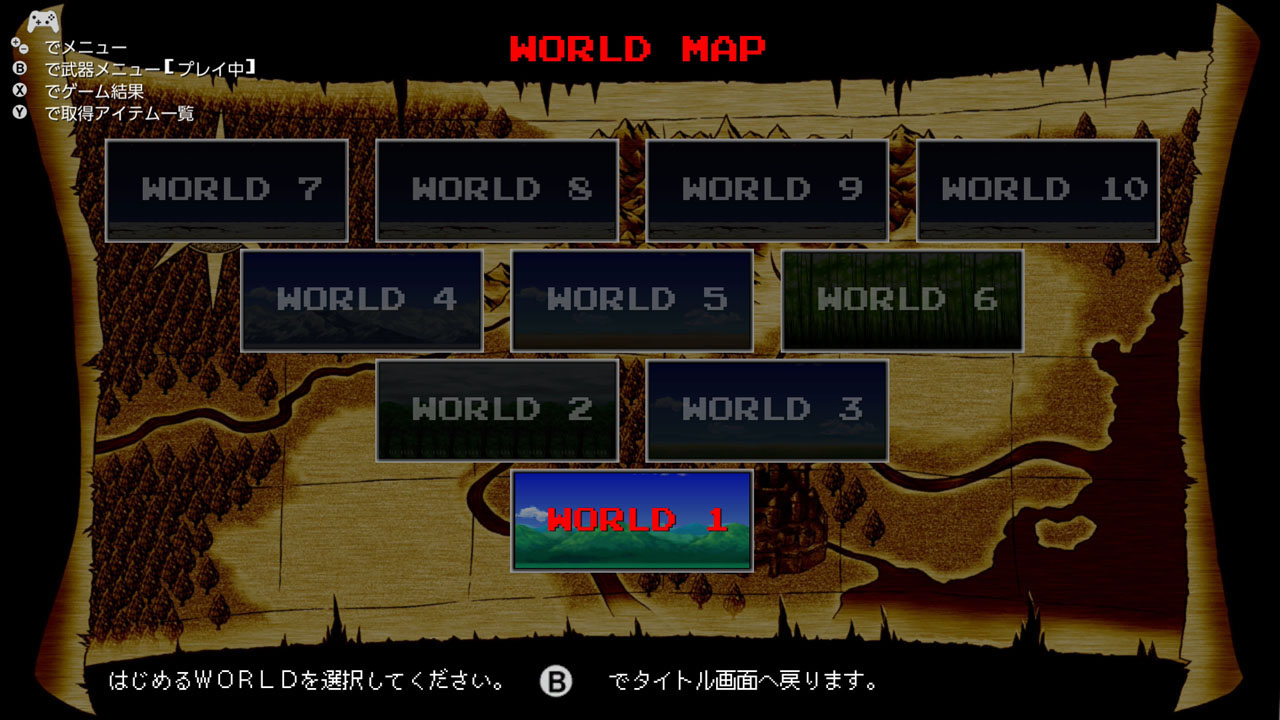 WORLD MAP
でメニュー
B で武器メニュー【プレイ中】
X でゲーム結果
Y で取得アイテム一覧
WORLD 7 WORLD 8 WORLD 9 WORLD 10
WORLD 4 WORLD 5 WORLD 6
WORLD 2 WORLD 3
WORLD 1
はじめるWORLDを選択してください。 B でタイトル画面へ戻ります。